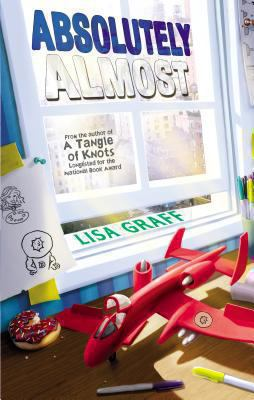 ABSOLUTELY
ALMOST
From the author of
A Tangle of
Knots
Longlisted for the
National Book Award
LISA GRAFF